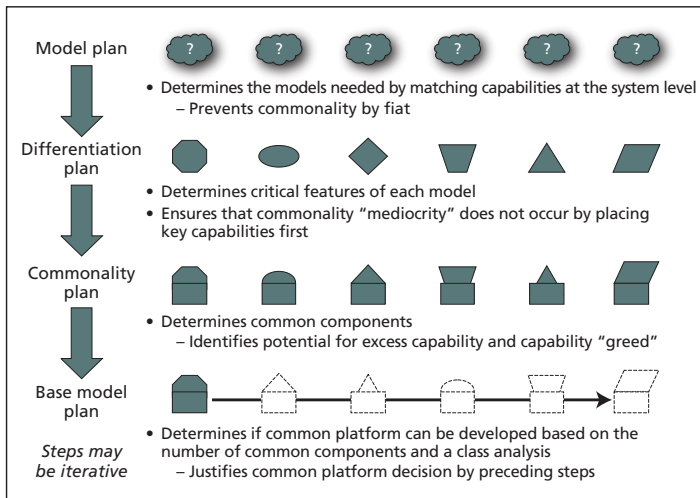 Model plan
? ? ? ? ? ?
• Determines the models needed by matching capabilities at the system level
– Prevents commonality by fiat
Differentiation
plan
• Determines critical features of each model
• Ensures that commonality “mediocrity” does not occur by placing
key capabilities first
Commonality
plan
• Determines common components
– Identifies potential for excess capability and capability “greed”
Base model
plan
• Determines if common platform can be developed based on the
number of common components and a class analysis
– Justifies common platform decision by preceding steps
Steps may
be iterative